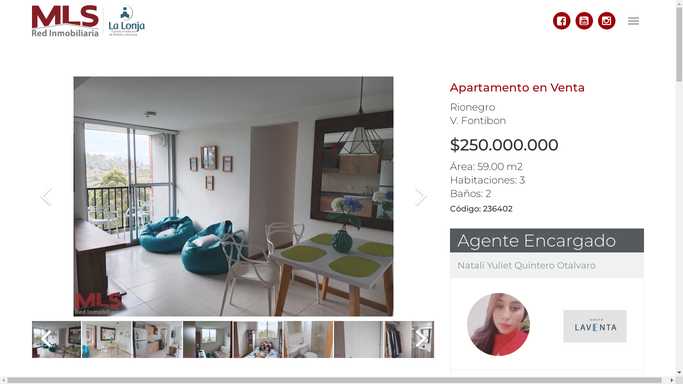 MLS
Red Inmobiliaria
La Lonja
Apartamento en Venta
Rionegro
V. Fontibon
$250.000.000
Área: 59.00 m2
Habitaciones: 3
Baños: 2
Código: 236402
Agente Encargado
Natali Yuliet Quintero Otalvaro
LAVENTA
MLS
Red Inmobiliaria